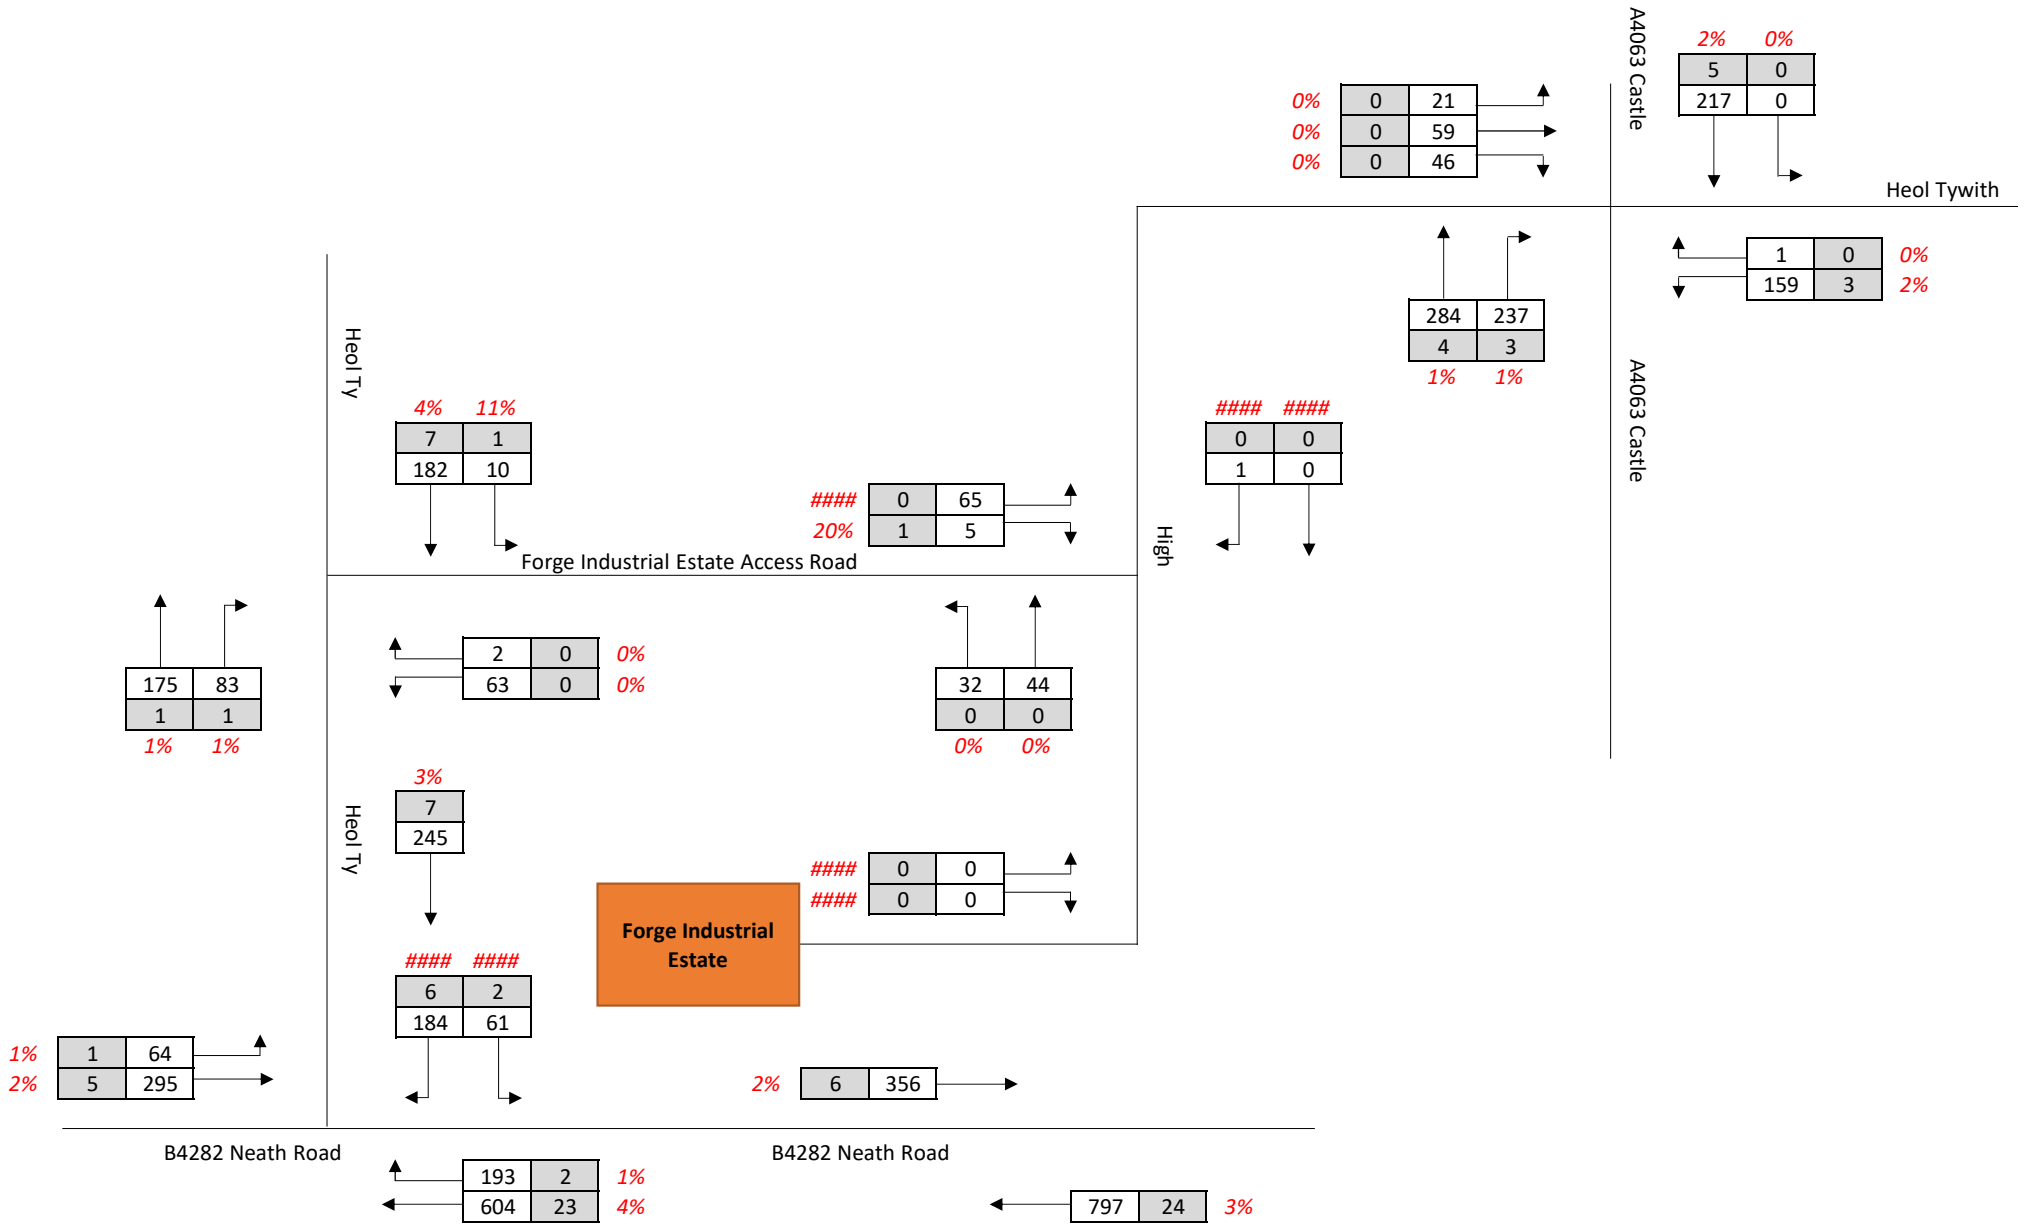 A4063 Castle
2% 0%
5 0
217 0
0% 0 21
0% 0 59
0% 0 46
Heol Tywith
1 0 0%
159 3 2%
284 237
4 3
1% 1%
A4063 Castle
Heol Ty
4% 11%
7 1
182 10
#### ####
0 0
1 0
#### 0 65
20% 1 5
High
Forge Industrial Estate Access Road
2 0 0%
63 0 0%
175 83
1 1
1% 1%
32 44
0 0
0% 0%
3%
7
245
Heol Ty
#### 0 0
#### 0 0
Forge Industrial
Estate
#### ####
6 2
184 61
1% 1 64
2% 5 295
2% 6 356
B4282 Neath Road
B4282 Neath Road
193 2 1%
604 23 4%
797 24 3%